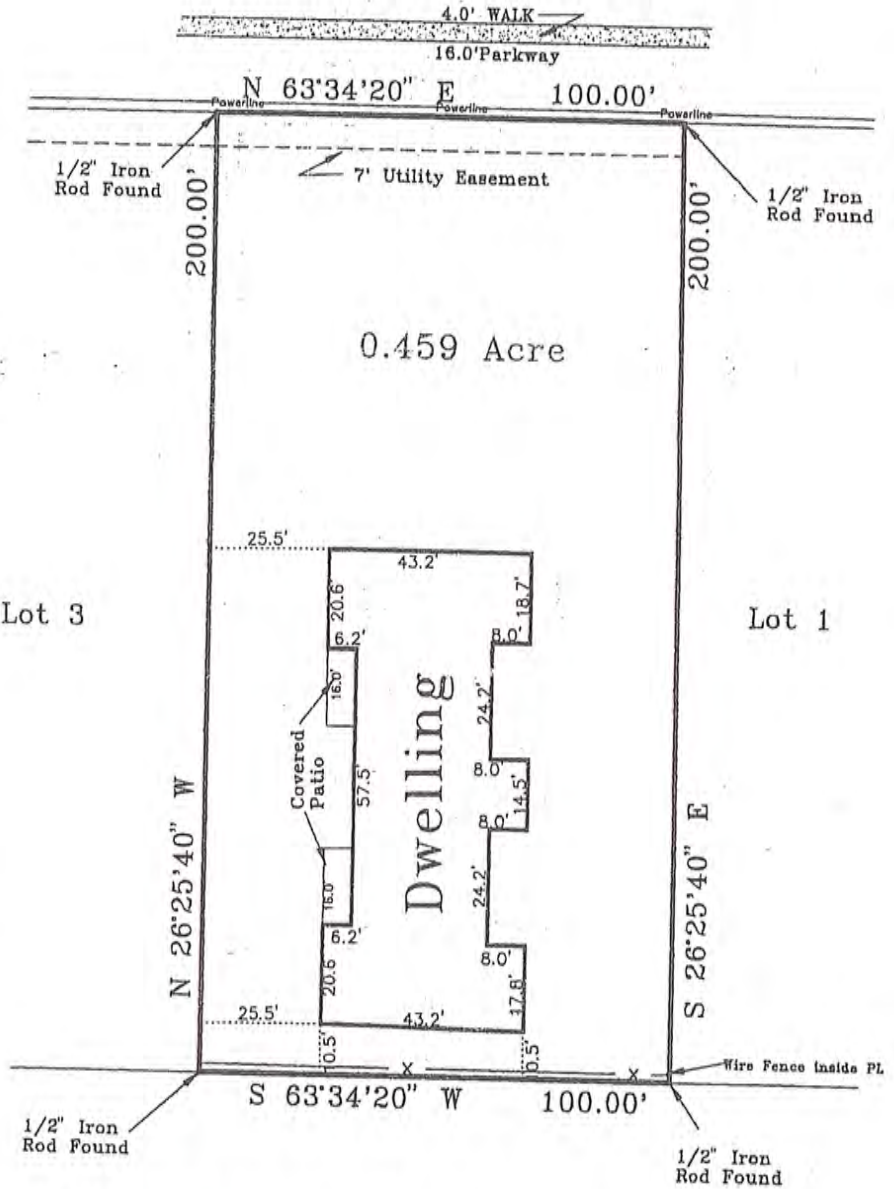 4.0' WALK
16.0'Parkway
N 63°34'20" E 100.00'
Powerline Powerline Powerline
1/2" Iron
Rod Found
7' Utility Easement
1/2" Iron
Rod Found
200.00'
200.00'
0.459 Acre
25.5'
43.2'
20.6'
18.7'
Lot 3
6.2'
8.0'
Lot 1
16.0'
24.2'
Covered
Patio
57.5'
Dwelling
8.0'
14.5'
8.0'
N 26°25'40" W
S 26°25'40" E
16.0'
24.2'
6.2'
8.0'
20.6
17.8'
25.5'
43.2'
0.5'
0.5'
X
X
Wire Fence Inside PL
S 63°34'20" W 100.00'
1/2" Iron
Rod Found
1/2" Iron
Rod Found